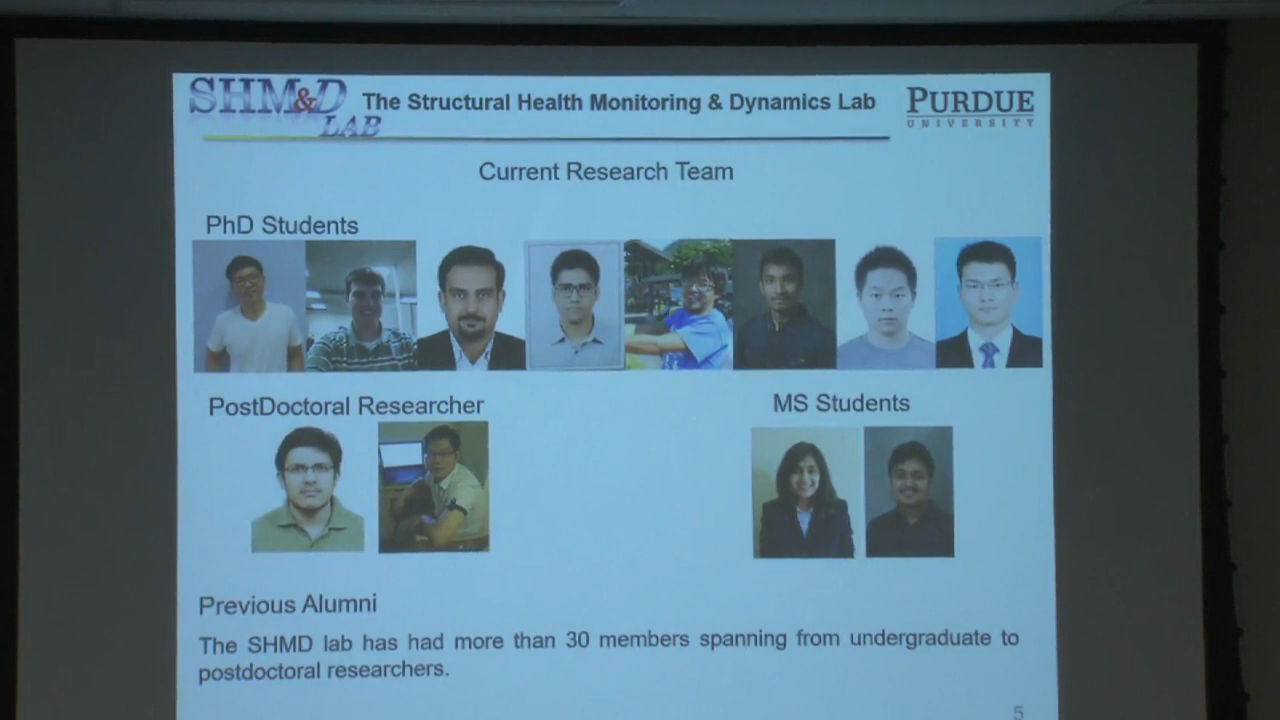 SHM&D
LAB
The Structural Health Monitoring & Dynamics Lab
PURDUE
UNIVERSITY
Current Research Team
PhD Students
PostDoctoral Researcher
MS Students
Previous Alumni
The SHMD lab has had more than 30 members spanning from undergraduate to
postdoctoral researchers.
5